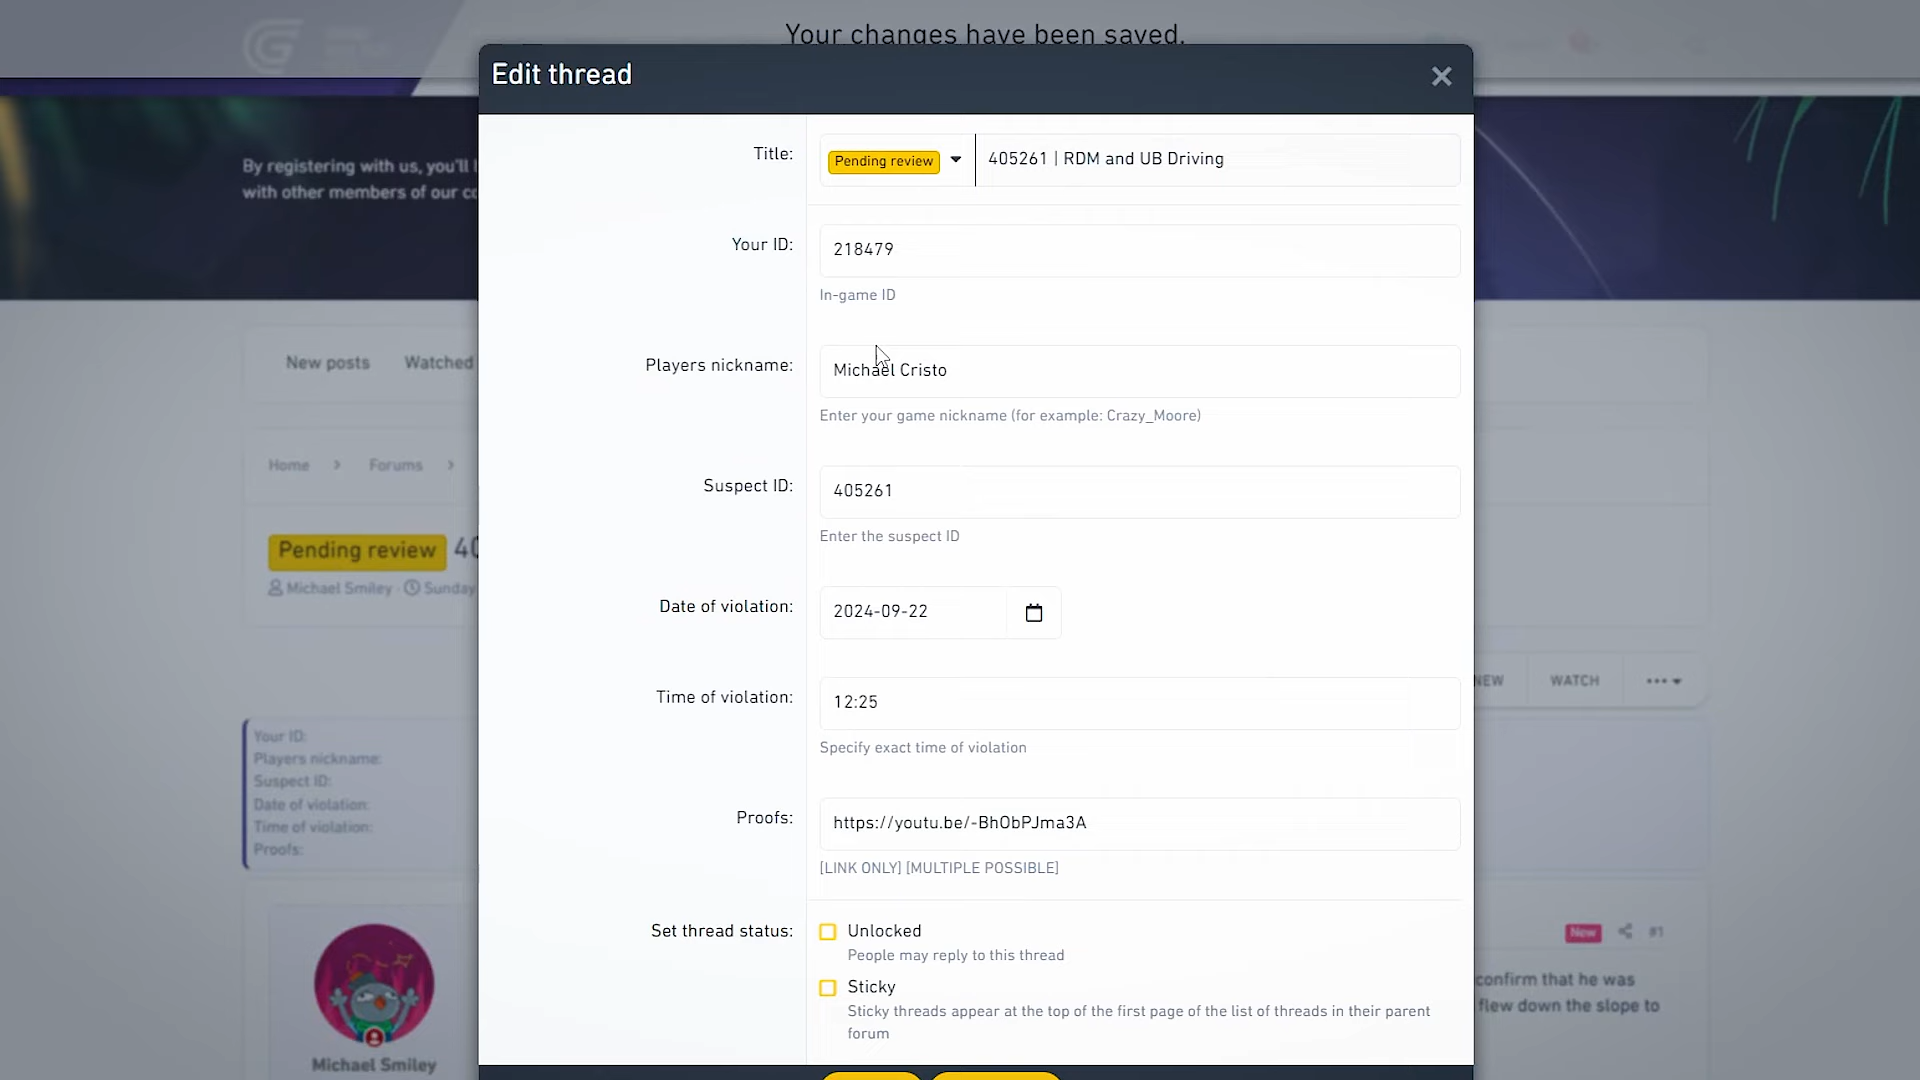 Your changes have been saved.
Edit thread
By registering with us, you'll
with other members of our co
New posts
Watched
Home
Forums
Pending review 40
Michael Smiley · Sunday
Your ID:
Players nickname:
Suspect ID:
Date of violation:
Time of violation:
Proofs:
Michael Smiley
Title:
Pending review
405261 | RDM and UB Driving
Your ID:
218479
In-game ID
Players nickname:
Michael Cristo
Enter your game nickname (for example: Crazy_Moore)
Suspect ID:
405261
Enter the suspect ID
Date of violation:
2024-09-22
Time of violation:
12:25
Specify exact time of violation
Proofs:
https://youtu.be/-BhObPJma3A
[LINK ONLY] [MULTIPLE POSSIBLE]
Set thread status:
Unlocked
People may reply to this thread
Sticky
Sticky threads appear at the top of the first page of the list of threads in their parent
forum
NEW
WATCH
New
#1
confirm that he was
flew down the slope to